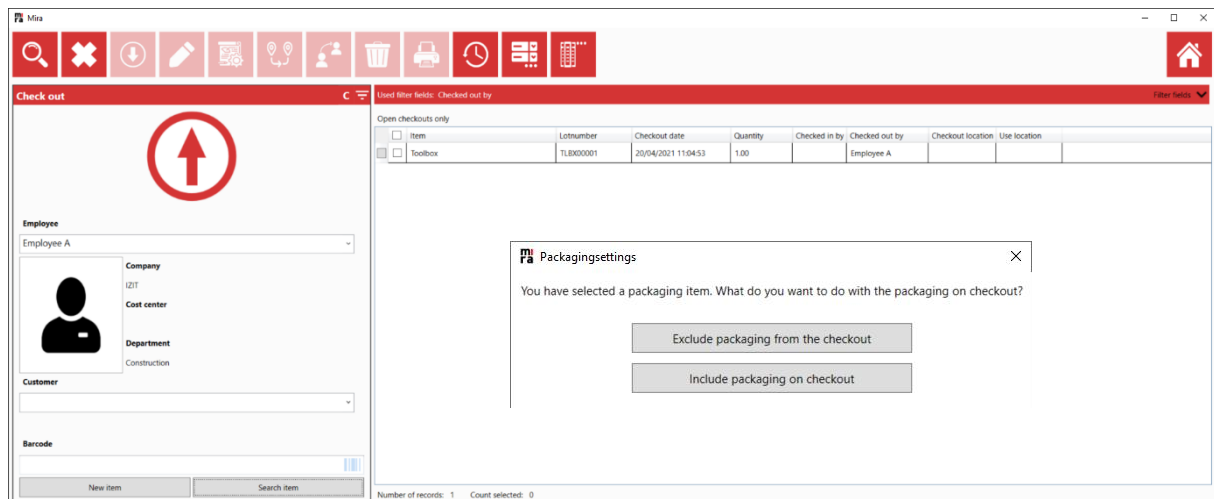 mira Mira
Check out C
Used filter fields: Checked out by Filter fields
Open checkouts only
Item Lotnumber Checkout date Quantity Checked in by Checked out by Checkout location Use location
Toolbox TLBX00001 20/04/2021 11:04:53 1.00 Employee A
Employee
Employee A
Company
IZIT
Cost center
Department
Construction
Customer
Barcode
New item Search item
mira Packagingsettings
You have selected a packaging item. What do you want to do with the packaging on checkout?
Exclude packaging from the checkout
Include packaging on checkout
Number of records: 1 Count selected: 0